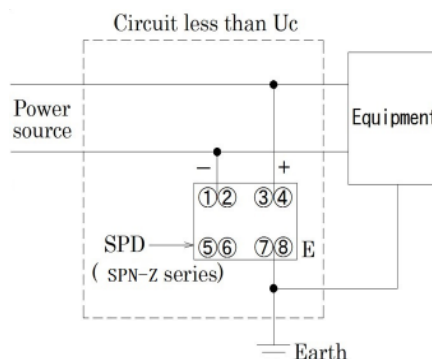 Circuit less than Uc
Power
source
Equipment
− +
①② ③④
SPD
⑤⑥ ⑦⑧ E
( SPN-Z series)
Earth